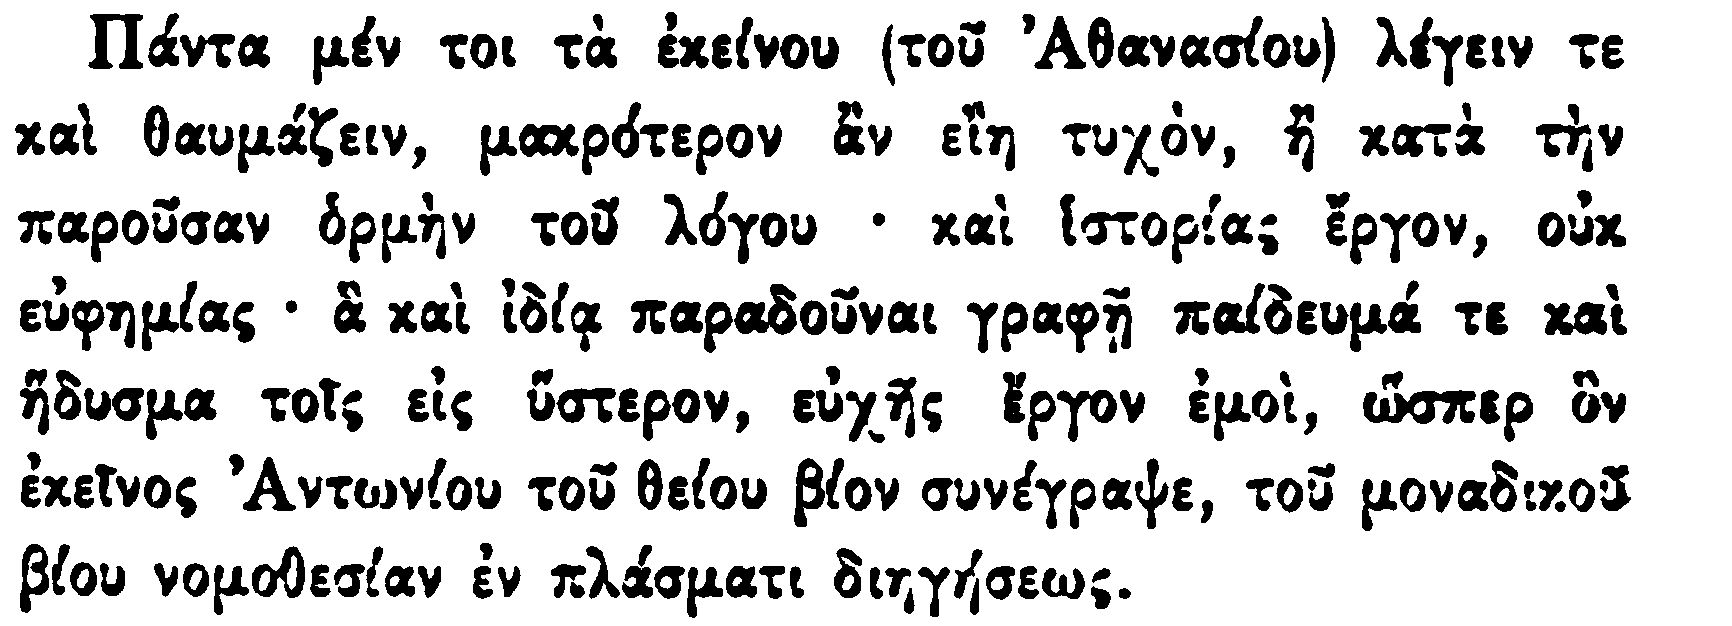 Πάντα μέν τοι τὰ ἐκείνου (τοῦ Ἀθανασίου) λέγειν τε
καὶ θαυμάζειν, μακρότερον ἂν εἴη τυχὸν, ἢ κατὰ τὴν
παροῦσαν ὁρμὴν τοῦ λόγου · καὶ ἱστορίας ἔργον, οὐκ
εὐφημίας · ἃ καὶ ἰδίᾳ παραδοῦναι γραφῇ παίδευμά τε καὶ
ἥδυσμα τοῖς εἰς ὕστερον, εὐχῆς ἔργον ἐμοὶ, ὥσπερ ὃν
ἐκεῖνος Ἀντωνίου τοῦ θείου βίον συνέγραψε, τοῦ μοναδικοῦ
βίου νομοθεσίαν ἐν πλάσματι διηγήσεως.